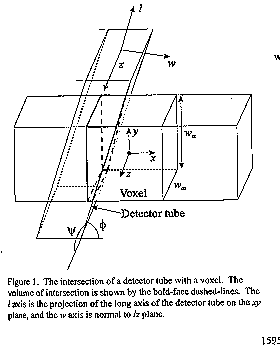 l
w
z
w
wα
y
x
z
Voxel
wα
Detector tube
ψ
ϕ
Figure 1. The intersection of a detector tube with a voxel. The
volume of intersection is shown by the bold-face dashed-lines. The
l axis is the projection of the long axis of the detector tube on the xy
plane, and the w axis is normal to lz plane.
1595